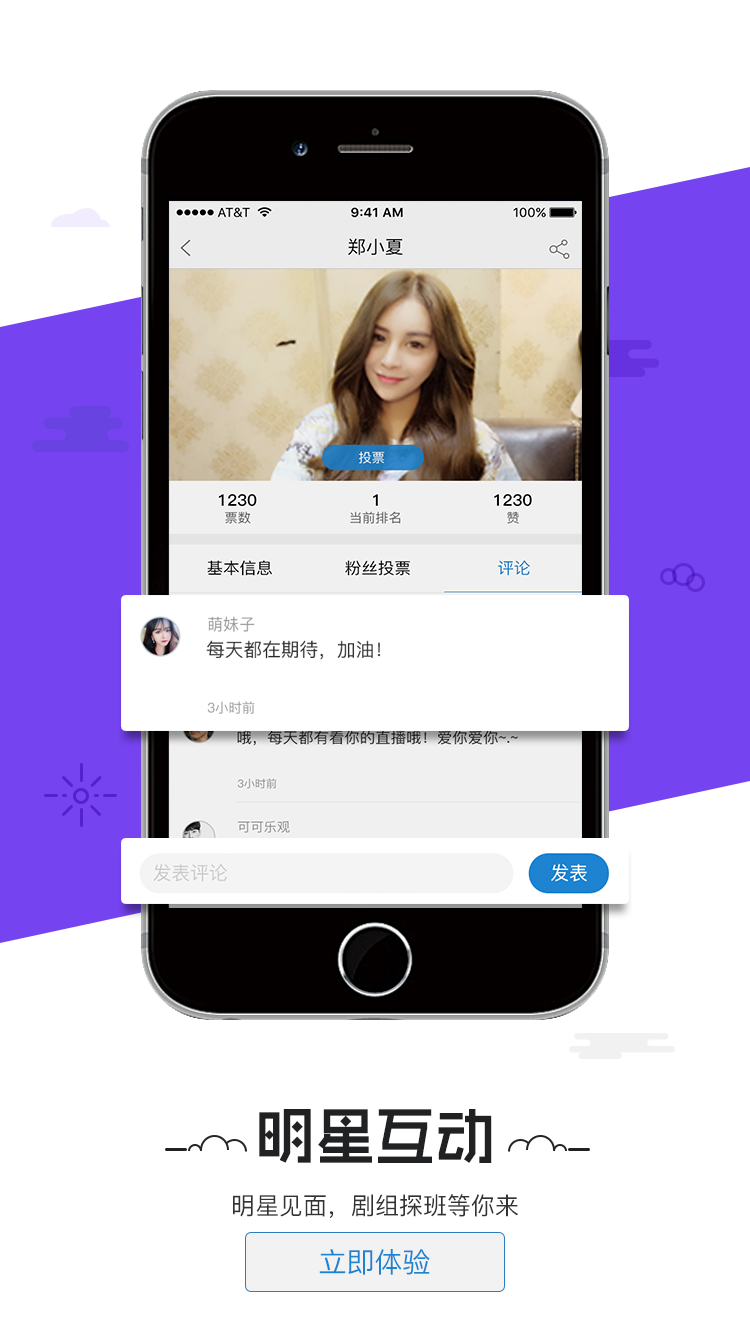 AT&T 9:41 AM 100%
郑小夏
投票
1230 1 1230
票数 当前排名 赞
基本信息 粉丝投票 评论
萌妹子
每天都在期待，加油！
3小时前
哦，每天都有看你的直播哦！爱你爱你~.~
3小时前
可可乐观
发表评论 发表
明星互动
明星见面，剧组探班等你来
立即体验